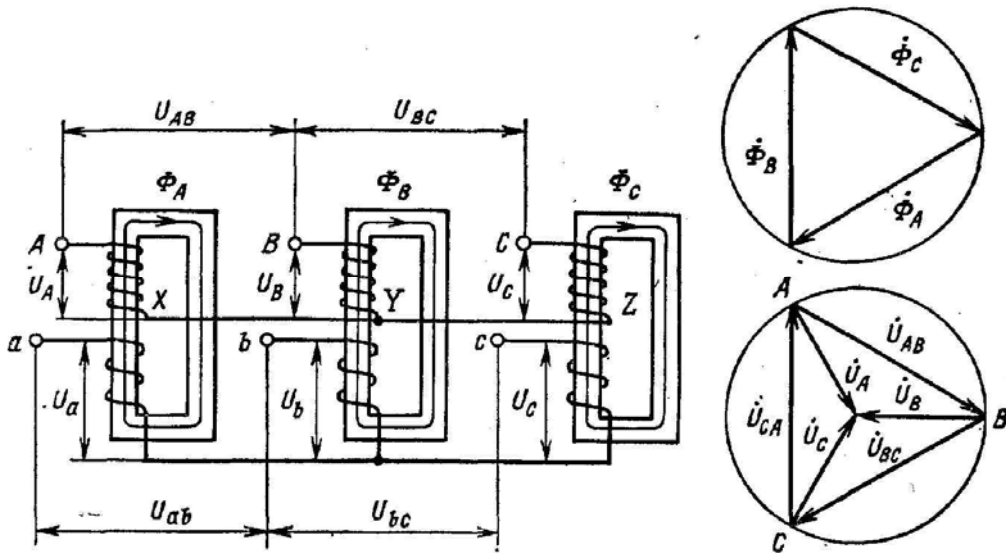 U_AB U_BC
Φ_A Φ_B Φ_C
A B C
U̇_A U_B U_C
X Y Z
a b c
U_a U_b U_c
U_ab U_bc
Φ̇_C
Φ̇_B
Φ̇_A
A
U̇_AB
U̇_A
U̇_B
B
U̇_CA U̇_C U̇_BC
C